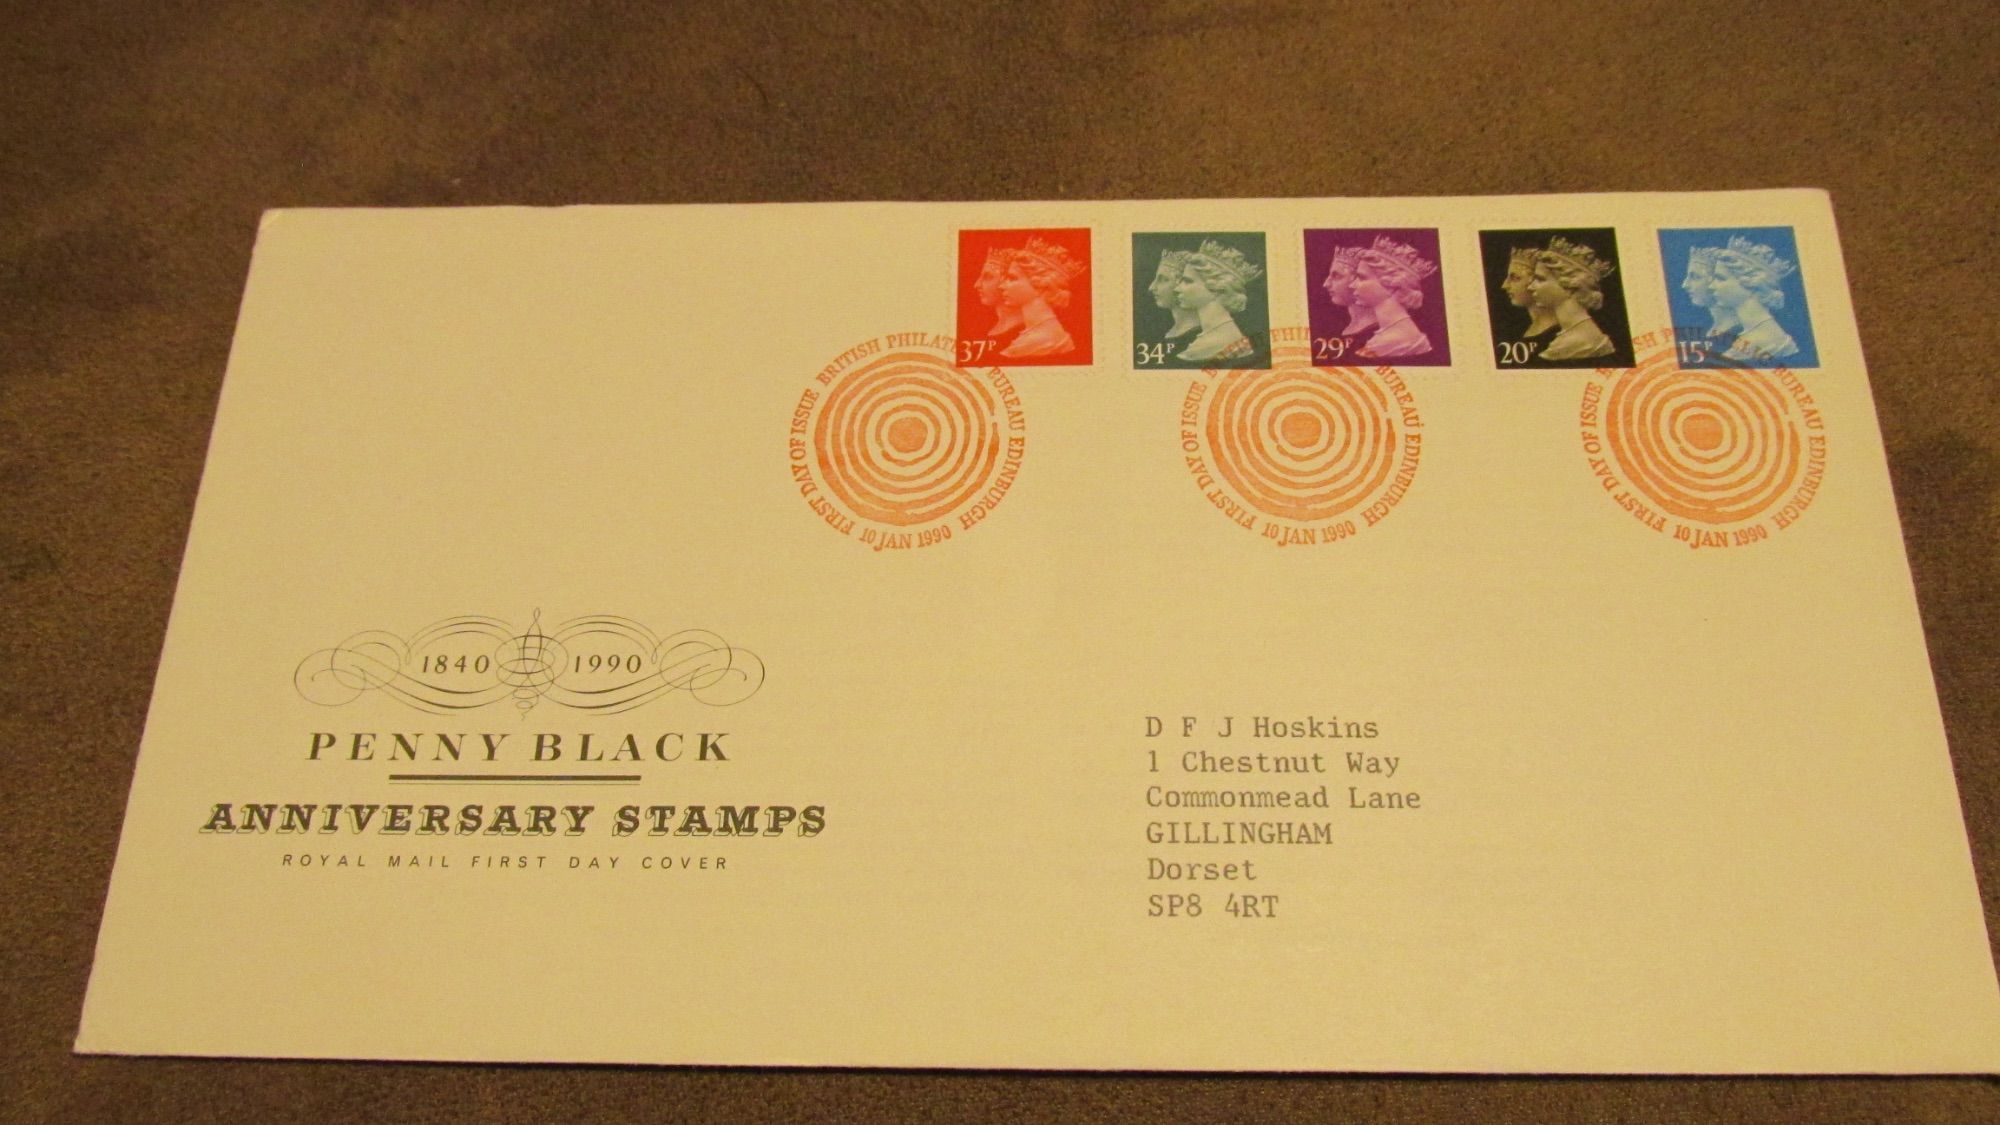 37P
34P
29P
20P
15P
FIRST DAY OF ISSUE BRITISH PHILATE BUREAU EDINBURGH
10 JAN 1990
FIRST DAY OF ISSUE BUREAU EDINBURGH
10 JAN 1990
FIRST DAY OF ISSUE BUREAU EDINBURGH
10 JAN 1990
1840 1990
PENNY BLACK
ANNIVERSARY STAMPS
ROYAL MAIL FIRST DAY COVER
D F J Hoskins
1 Chestnut Way
Commonmead Lane
GILLINGHAM
Dorset
SP8 4RT